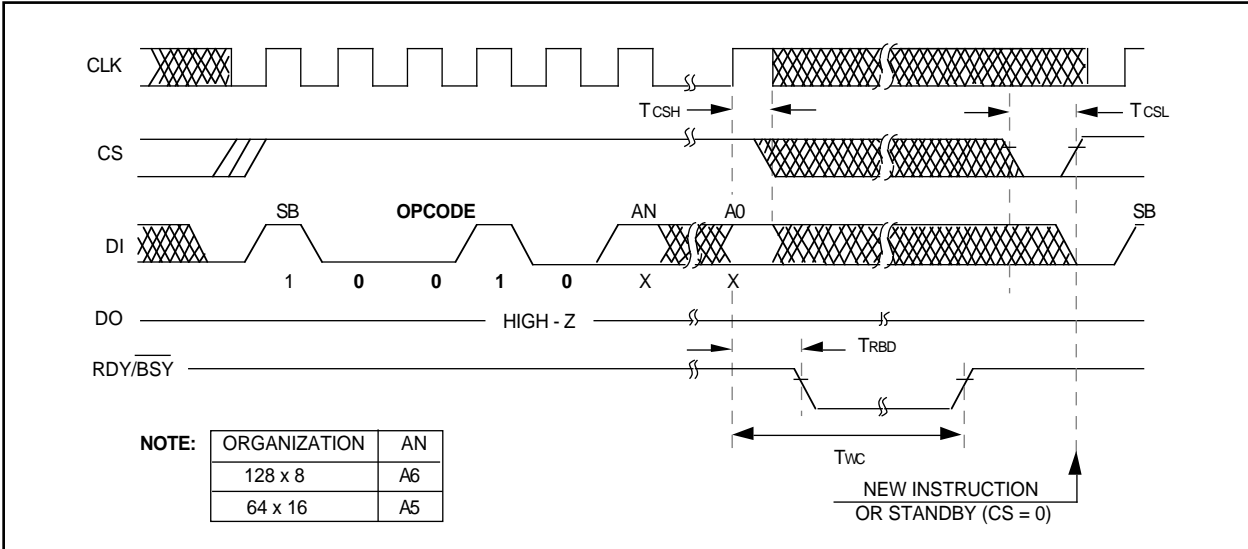 CLK
TCSH
TCSL
CS
SB OPCODE AN A0 SB
DI
1 0 0 1 0 X X
DO HIGH - Z
TRBD
RDY/BSY
NOTE: ORGANIZATION AN
128 x 8 A6
64 x 16 A5
TWC
NEW INSTRUCTION
OR STANDBY (CS = 0)